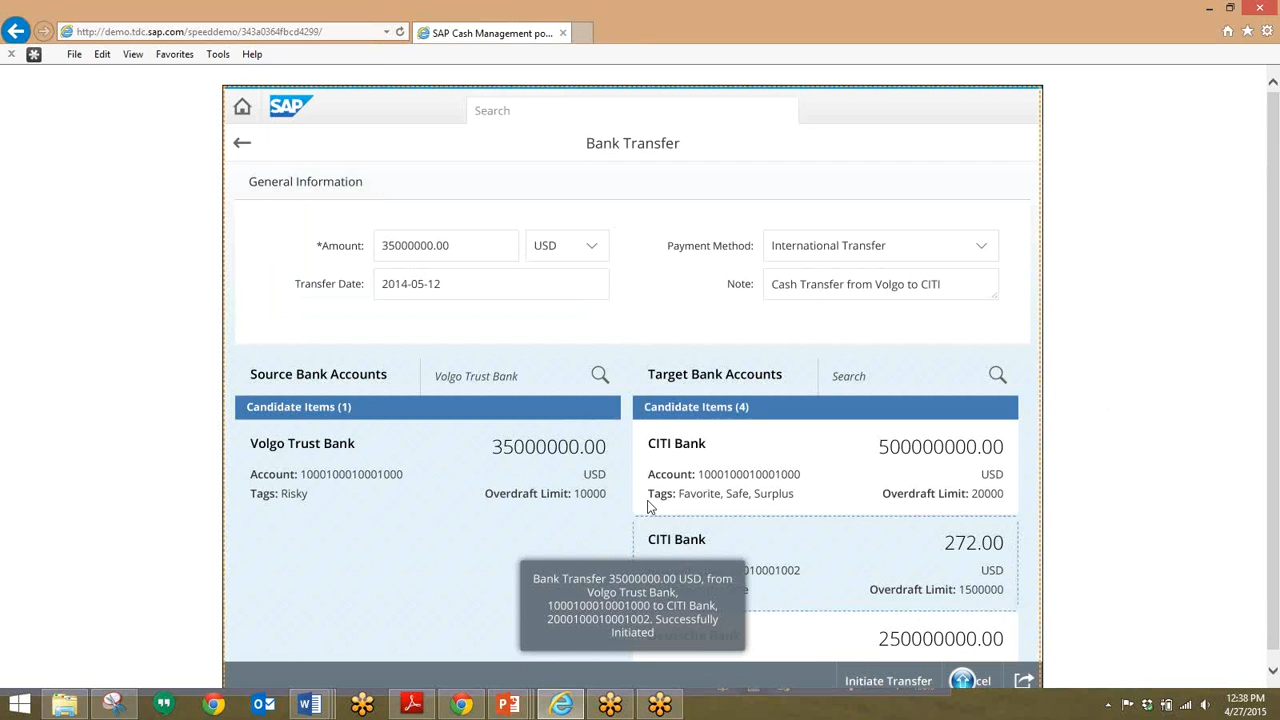 http://demo.tdc.sap.com/speeddemo/343a0364fbcd4299/
SAP Cash Management po...
File Edit View Favorites Tools Help
SAP
Search
Bank Transfer
General Information
*Amount: 35000000.00 USD Payment Method: International Transfer
Transfer Date: 2014-05-12 Note: Cash Transfer from Volgo to CITI
Source Bank Accounts Volgo Trust Bank Target Bank Accounts Search
Candidate Items (1) Candidate Items (4)
Volgo Trust Bank 35000000.00 CITI Bank 500000000.00
Account: 1000100010001000 USD Account: 1000100010001000 USD
Tags: Risky Overdraft Limit: 10000 Tags: Favorite, Safe, Surplus Overdraft Limit: 20000
CITI Bank 272.00
10001002 USD
Overdraft Limit: 1500000
Bank Transfer 35000000.00 USD, from
Volgo Trust Bank,
1000100010001000 to CITI Bank,
2000100010001002. Successfully
Initiated
Deutsche Bank 250000000.00
Initiate Transfer cel
12:38 PM
4/27/2015